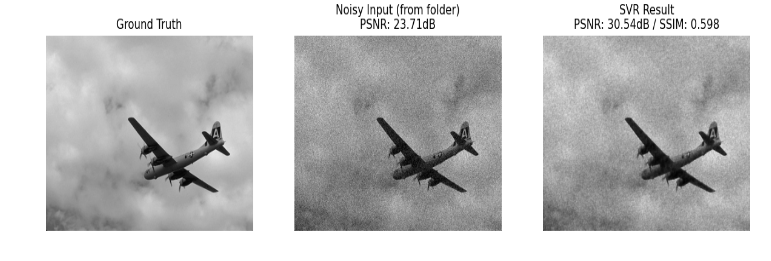 Ground Truth
Noisy Input (from folder)
PSNR: 23.71dB
SVR Result
PSNR: 30.54dB / SSIM: 0.598
A
A
A